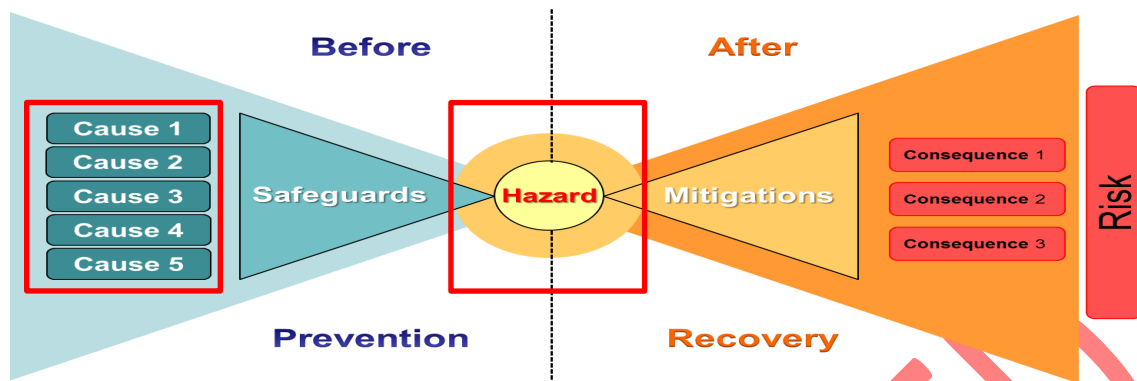 Before
After
Cause 1
Cause 2
Cause 3
Cause 4
Cause 5
Safeguards
Hazard
Mitigations
Consequence 1
Consequence 2
Consequence 3
Risk
Prevention
Recovery